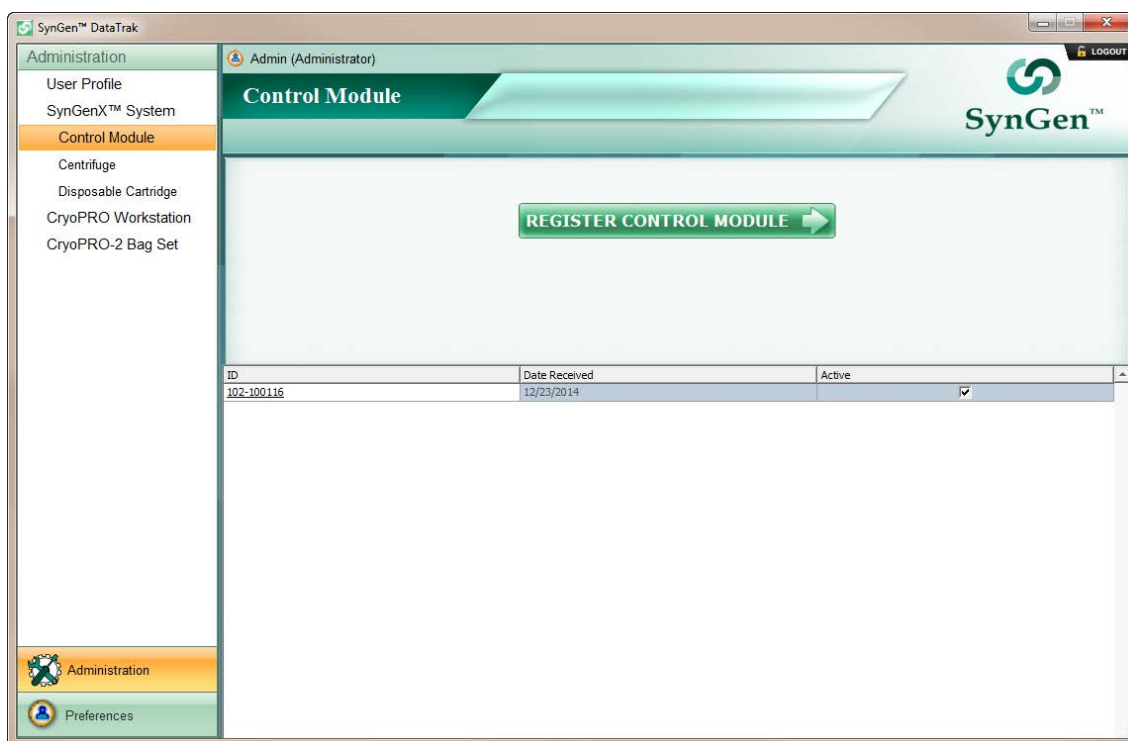 SynGen™ DataTrak
Administration
User Profile
SynGenX™ System
Control Module
Centrifuge
Disposable Cartridge
CryoPRO Workstation
CryoPRO-2 Bag Set
Administration
Preferences
Admin (Administrator)
LOGOUT
Control Module
SynGen™
REGISTER CONTROL MODULE
ID Date Received Active
102-100116 12/23/2014